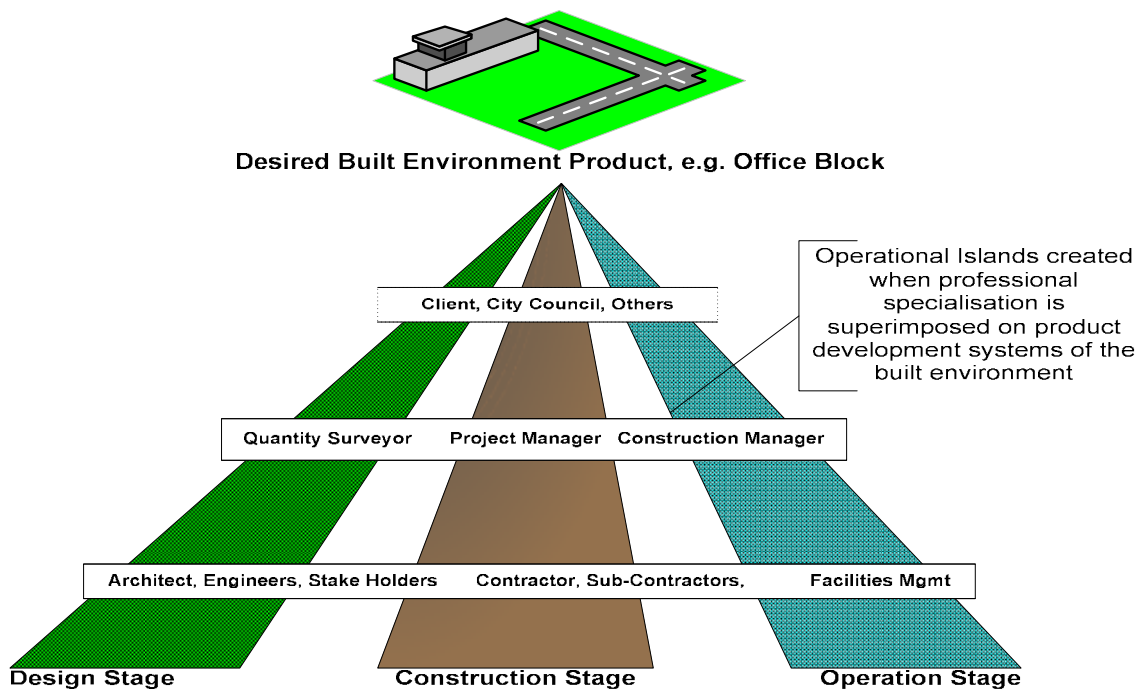 Desired Built Environment Product, e.g. Office Block
Operational Islands created
when professional
specialisation is
superimposed on product
development systems of the
built environment
Client, City Council, Others
Quantity Surveyor Project Manager Construction Manager
Architect, Engineers, Stake Holders Contractor, Sub-Contractors, Facilities Mgmt
Design Stage Construction Stage Operation Stage